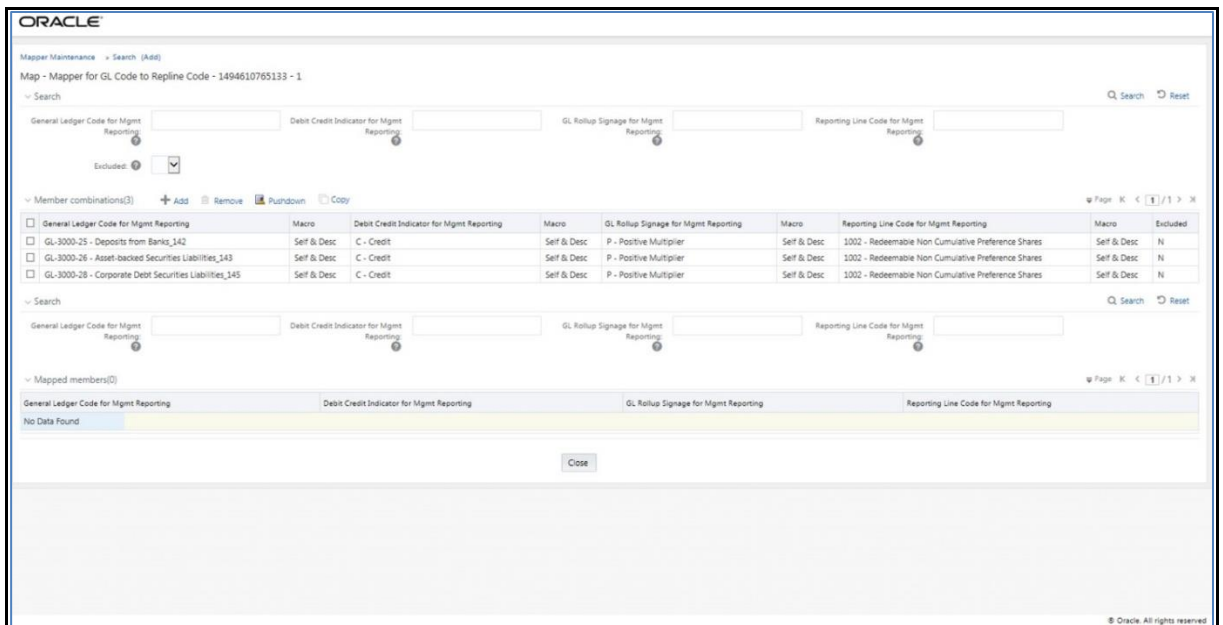 ORACLE
Mapper Maintenance » Search (Add)
Map - Mapper for GL Code to Repline Code - 1494610765133 - 1
Search Search Reset
General Ledger Code for Mgmt Reporting: Debit Credit Indicator for Mgmt Reporting: GL Rollup Signage for Mgmt Reporting: Reporting Line Code for Mgmt Reporting:
Excluded:
Member combinations(3) Add Remove Pushdown Copy Page 1 / 1
General Ledger Code for Mgmt Reporting Macro Debit Credit Indicator for Mgmt Reporting Macro GL Rollup Signage for Mgmt Reporting Macro Reporting Line Code for Mgmt Reporting Macro Excluded
GL-3000-25 - Deposits from Banks_142 Self & Desc C - Credit Self & Desc P - Positive Multiplier Self & Desc 1002 - Redeemable Non Cumulative Preference Shares Self & Desc N
GL-3000-26 - Asset-backed Securities Liabilities_143 Self & Desc C - Credit Self & Desc P - Positive Multiplier Self & Desc 1002 - Redeemable Non Cumulative Preference Shares Self & Desc N
GL-3000-28 - Corporate Debt Securities Liabilities_145 Self & Desc C - Credit Self & Desc P - Positive Multiplier Self & Desc 1002 - Redeemable Non Cumulative Preference Shares Self & Desc N
Search Search Reset
General Ledger Code for Mgmt Reporting: Debit Credit Indicator for Mgmt Reporting: GL Rollup Signage for Mgmt Reporting: Reporting Line Code for Mgmt Reporting:
Mapped members(0) Page 1 / 1
General Ledger Code for Mgmt Reporting Debit Credit Indicator for Mgmt Reporting GL Rollup Signage for Mgmt Reporting Reporting Line Code for Mgmt Reporting
No Data Found
Close
© Oracle. All rights reserved